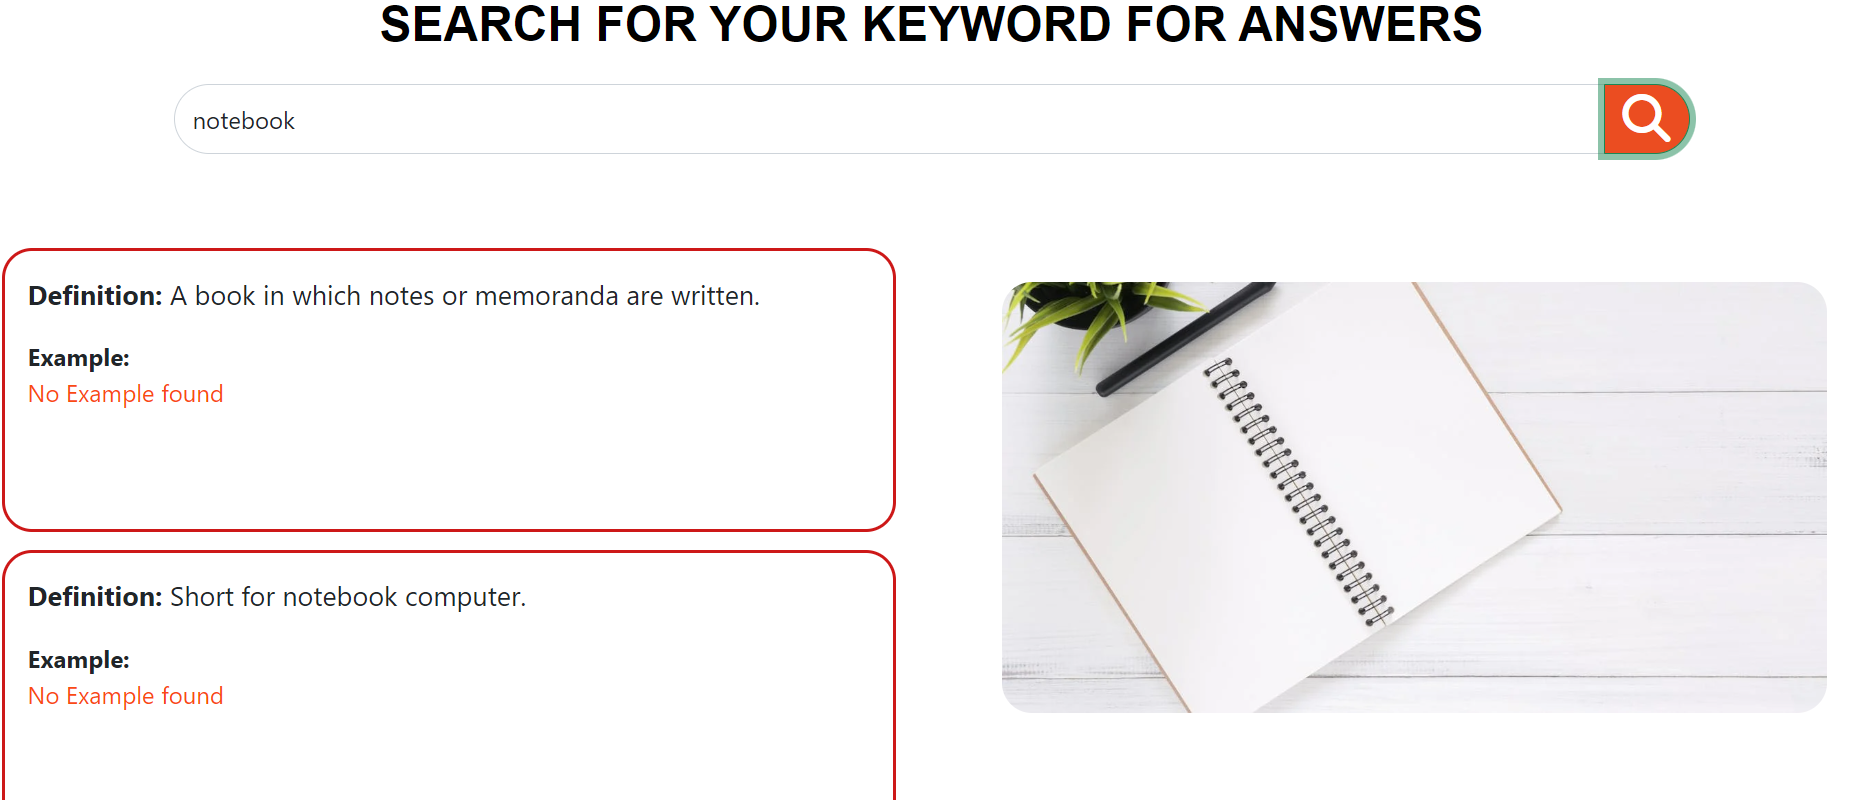 SEARCH FOR YOUR KEYWORD FOR ANSWERS
notebook
Definition: A book in which notes or memoranda are written.
Example:
No Example found
Definition: Short for notebook computer.
Example:
No Example found